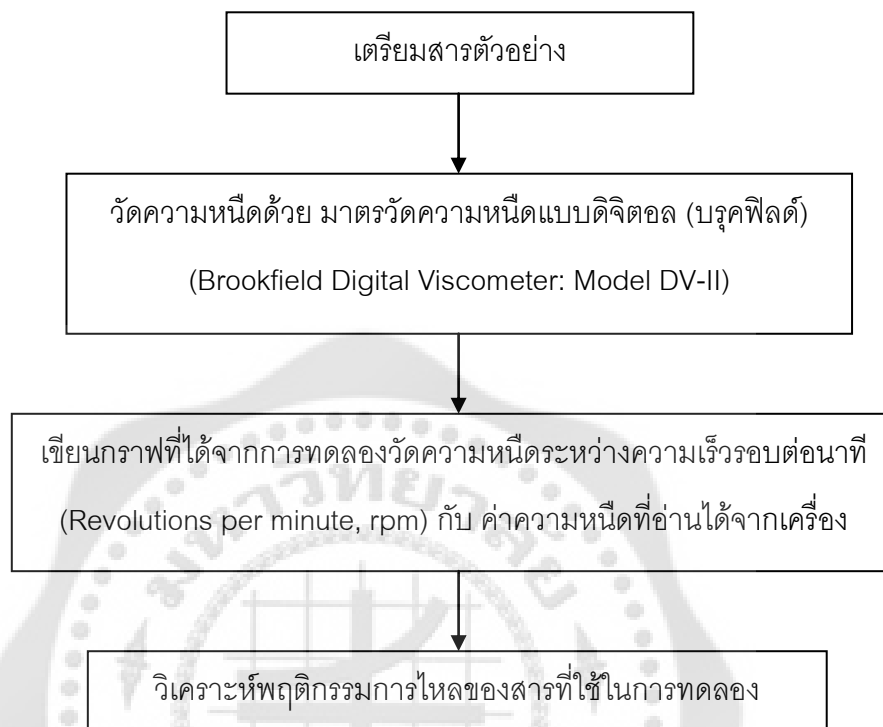 เตรียมสารตัวอย่าง
วัดความหนืดด้วย มาตรวัดความหนืดแบบดิจิตอล (บรุคฟิลด์)
(Brookfield Digital Viscometer: Model DV-II)
เขียนกราฟที่ได้จากการทดลองวัดความหนืดระหว่างความเร็วรอบต่อนาที
(Revolutions per minute, rpm) กับ ค่าความหนืดที่อ่านได้จากเครื่อง
วิเคราะห์พฤติกรรมการไหลของสารที่ใช้ในการทดลอง